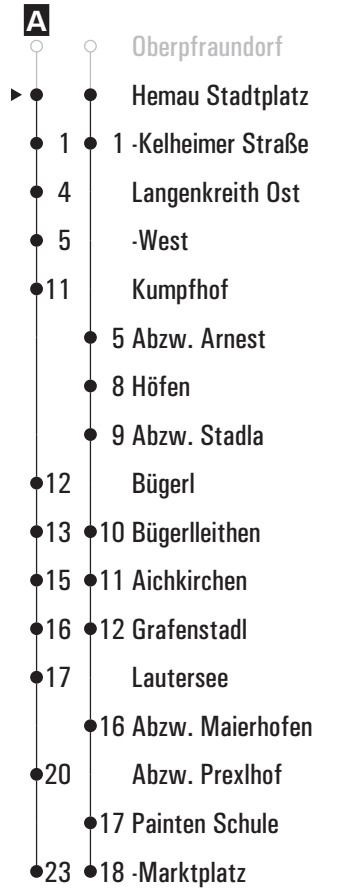 A
Oberpfraundorf
Hemau Stadtplatz
1 1 -Kelheimer Straße
4 Langenkreith Ost
5 -West
11 Kumpfhof
5 Abzw. Arnest
8 Höfen
9 Abzw. Stadla
12 Bügerl
13 10 Bügerlleithen
15 11 Aichkirchen
16 12 Grafenstadl
17 Lautersee
16 Abzw. Maierhofen
20 Abzw. Prexlhof
17 Painten Schule
23 18 -Marktplatz